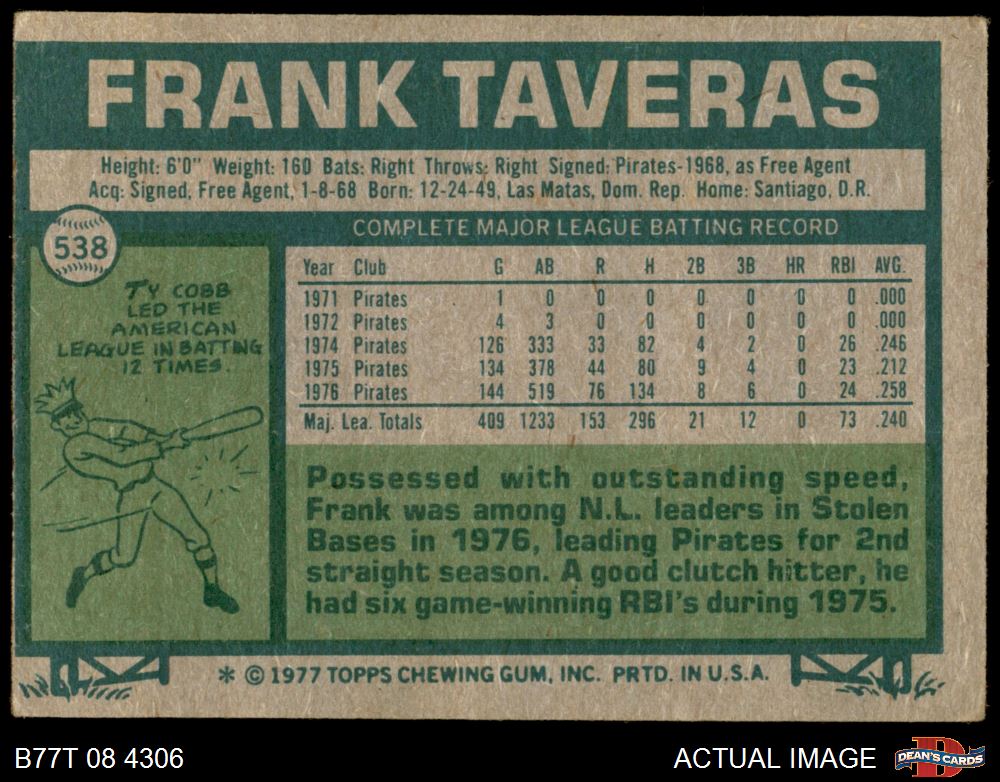 FRANK TAVERAS
Height: 6'0" Weight: 160 Bats: Right Throws: Right Signed: Pirates-1968, as Free Agent
Acq: Signed, Free Agent, 1-8-68 Born: 12-24-49, Las Matas, Dom. Rep. Home: Santiago, D.R.
538
TY COBB
LED THE
AMERICAN
LEAGUE IN BATTING
12 TIMES.
COMPLETE MAJOR LEAGUE BATTING RECORD
Year Club G AB R H 2B 3B HR RBI AVG.
1971 Pirates 1 0 0 0 0 0 0 0 .000
1972 Pirates 4 3 0 0 0 0 0 0 .000
1974 Pirates 126 333 33 82 4 2 0 26 .246
1975 Pirates 134 378 44 80 9 4 0 23 .212
1976 Pirates 144 519 76 134 8 6 0 24 .258
Maj. Lea. Totals 409 1233 153 296 21 12 0 73 .240
Possessed with outstanding speed,
Frank was among N.L. leaders in Stolen
Bases in 1976, leading Pirates for 2nd
straight season. A good clutch hitter, he
had six game-winning RBI's during 1975.
* © 1977 TOPPS CHEWING GUM, INC. PRTD. IN U.S.A.
B77T 08 4306 ACTUAL IMAGE D DEAN'S CARDS